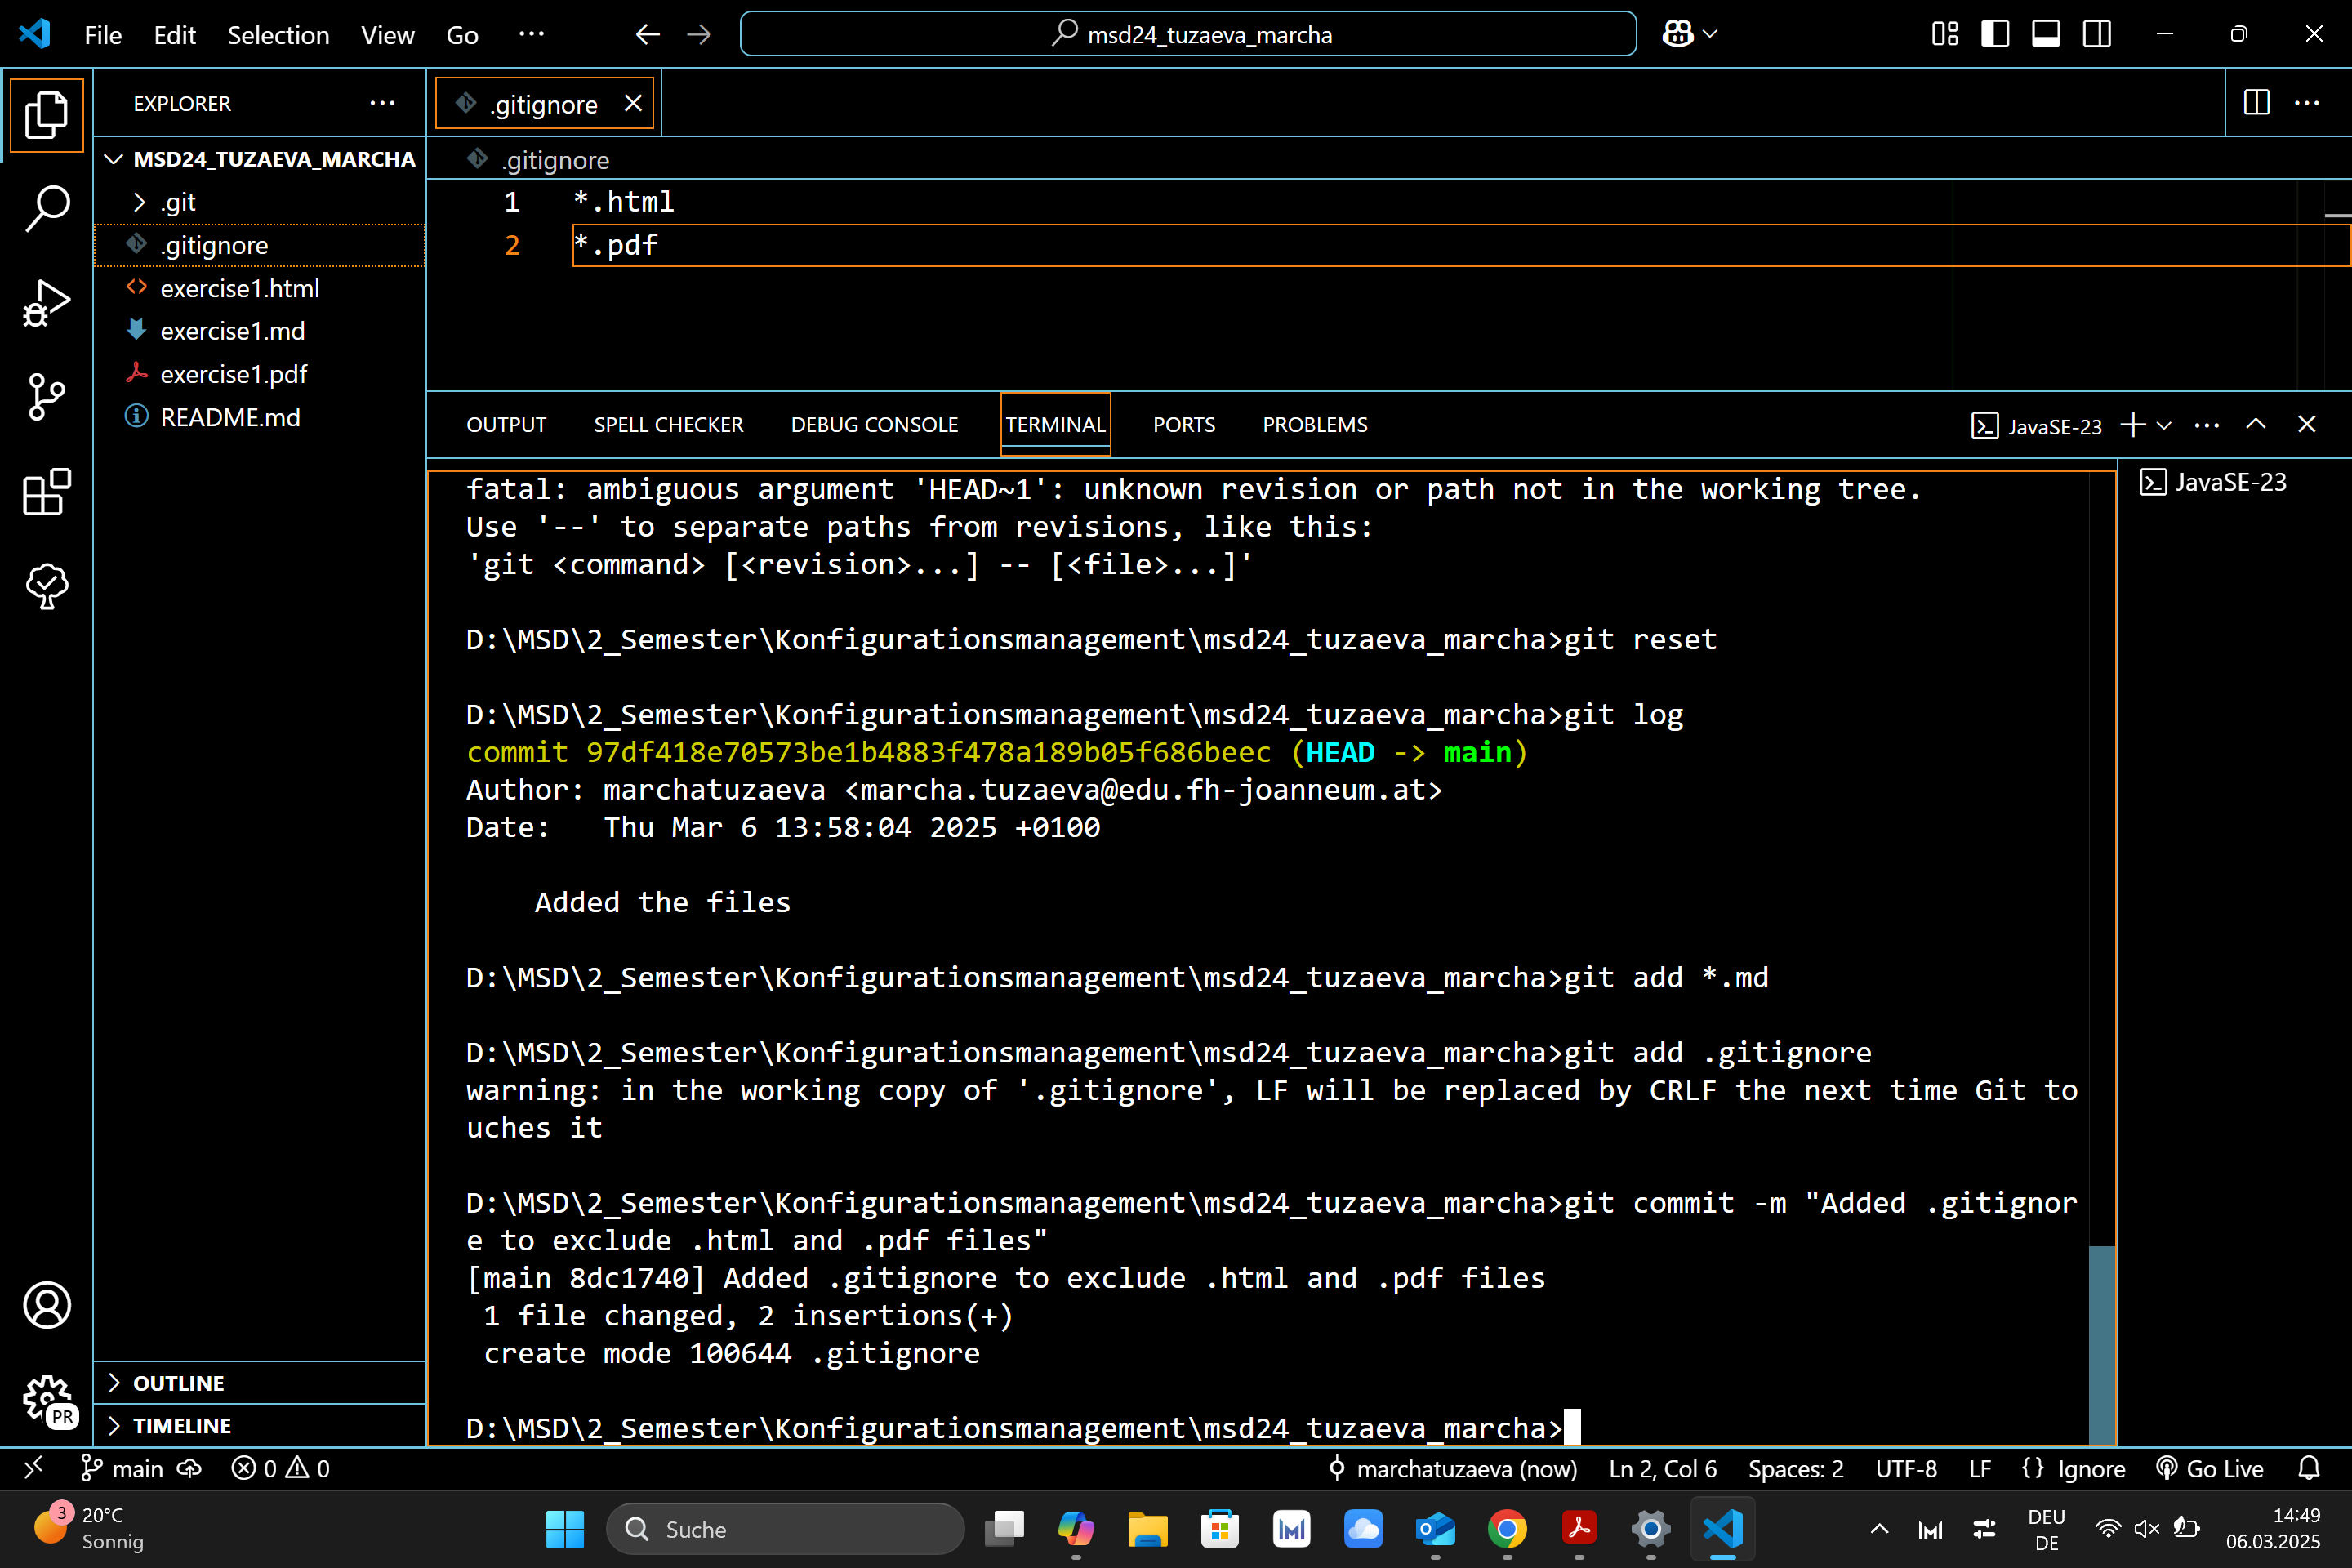 File Edit Selection View Go ...
msd24_tuzaeva_marcha
EXPLORER
MSD24_TUZAEVA_MARCHA
.git
.gitignore
exercise1.html
exercise1.md
exercise1.pdf
README.md
OUTLINE
TIMELINE
.gitignore
.gitignore
1 *.html
2 *.pdf
OUTPUT SPELL CHECKER DEBUG CONSOLE TERMINAL PORTS PROBLEMS
JavaSE-23
JavaSE-23
fatal: ambiguous argument 'HEAD~1': unknown revision or path not in the working tree.
Use '--' to separate paths from revisions, like this:
'git <command> [<revision>...] -- [<file>...]'
D:\MSD\2_Semester\Konfigurationsmanagement\msd24_tuzaeva_marcha>git reset
D:\MSD\2_Semester\Konfigurationsmanagement\msd24_tuzaeva_marcha>git log
commit 97df418e70573be1b4883f478a189b05f686beec (HEAD -> main)
Author: marchatuzaeva <marcha.tuzaeva@edu.fh-joanneum.at>
Date:   Thu Mar 6 13:58:04 2025 +0100
Added the files
D:\MSD\2_Semester\Konfigurationsmanagement\msd24_tuzaeva_marcha>git add *.md
D:\MSD\2_Semester\Konfigurationsmanagement\msd24_tuzaeva_marcha>git add .gitignore
warning: in the working copy of '.gitignore', LF will be replaced by CRLF the next time Git to
uches it
D:\MSD\2_Semester\Konfigurationsmanagement\msd24_tuzaeva_marcha>git commit -m "Added .gitignor
e to exclude .html and .pdf files"
[main 8dc1740] Added .gitignore to exclude .html and .pdf files
1 file changed, 2 insertions(+)
create mode 100644 .gitignore
D:\MSD\2_Semester\Konfigurationsmanagement\msd24_tuzaeva_marcha>
PR
main 0 0
marchatuzaeva (now) Ln 2, Col 6 Spaces: 2 UTF-8 LF {} Ignore Go Live
3
20°C
Sonnig
Suche
DEU
DE
14:49
06.03.2025